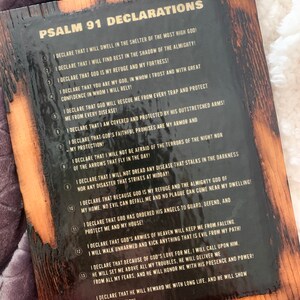 PSALM 91 DECLARATIONS
1 I DECLARE THAT I WILL DWELL IN THE SHELTER OF THE MOST HIGH GOD!
I DECLARE THAT I WILL FIND REST IN THE SHADOW OF THE ALMIGHTY!
I DECLARE THAT GOD IS MY REFUGE AND MY FORTRESS!
I DECLARE THAT YOU ARE MY GOD, IN WHOM I TRUST AND WITH GREAT
CONFIDENCE IN WHOM I RELY!
I DECLARE THAT GOD WILL RESCUE ME FROM EVERY TRAP AND PROTECT
ME FROM EVERY DISEASE!
I DECLARE THAT I AM COVERED AND PROTECTED BY HIS OUTSTRETCHED ARMS!
I DECLARE THAT GOD'S FAITHFUL PROMISES ARE MY ARMOR AND
MY PROTECTION!
I DECLARE THAT I WILL NOT BE AFRAID OF THE TERRORS OF THE NIGHT NOR
OF THE ARROWS THAT FLY IN THE DAY!
I DECLARE THAT I WILL NOT DREAD ANY DISEASE THAT STALKS IN THE DARKNESS
NOR ANY DISASTER THAT STRIKES AT MIDDAY!
I DECLARE THAT BECAUSE GOD IS MY REFUGE AND THE ALMIGHTY GOD IS
MY HOME, NO EVIL CAN BEFALL ME AND NO PLAGUE CAN COME NEAR MY DWELLING!
I DECLARE THAT GOD HAS ORDERED HIS ANGELS TO GUARD, DEFEND, AND
PROTECT ME AND MY HOUSE!
I DECLARE THAT GOD'S ARMIES OF HEAVEN WILL KEEP ME FROM FALLING.
I WILL WALK UNHARMED AND KICK ANYTHING THAT IS EVIL FROM MY PATH!
I DECLARE THAT BECAUSE OF GOD'S LOVE FOR ME, I WILL CALL UPON HIM.
HE WILL SET ME ABOVE ALL MY TROUBLES, HE WILL DELIVER ME
FROM ALL MY FEARS, AND HE WILL HONOR ME WITH HIS PRESENCE AND POWER!
I DECLARE THAT HE WILL REWARD ME WITH LONG LIFE, AND HE WILL SHOW